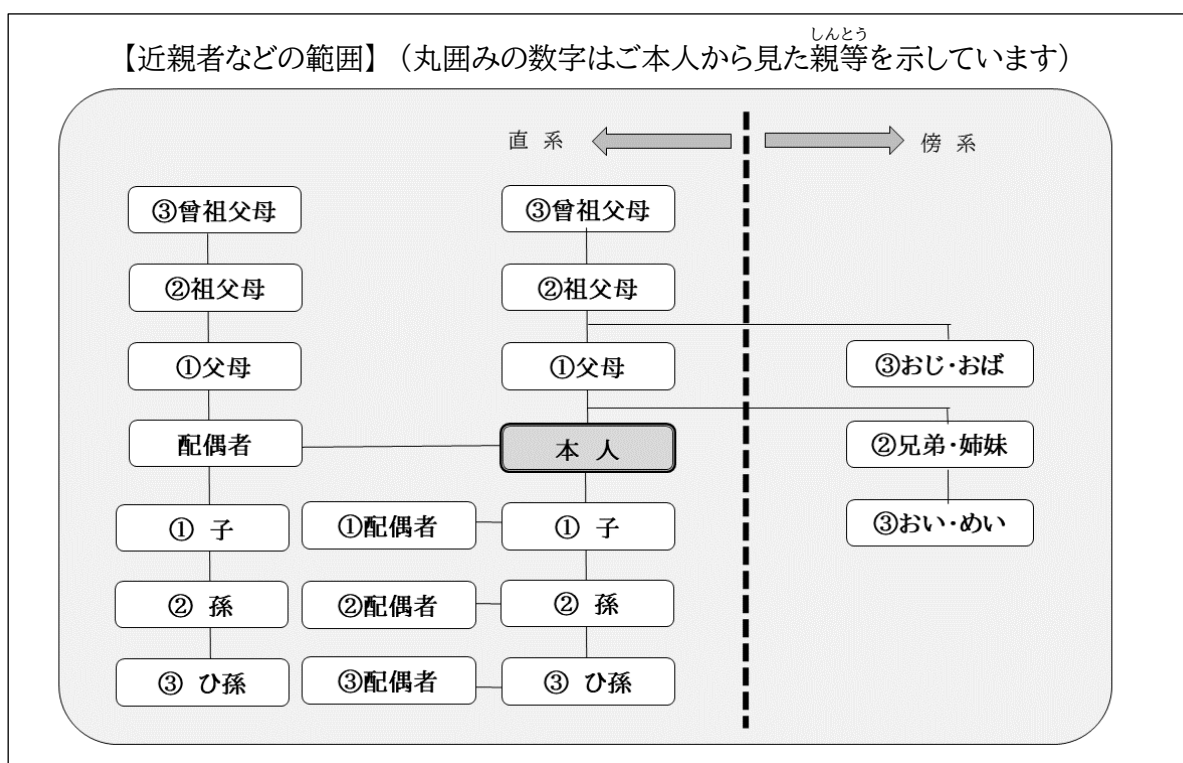 しんとう
【近親者などの範囲】（丸囲みの数字はご本人から見た親等を示しています）
直 系 傍 系
③曾祖父母 ③曾祖父母
②祖父母 ②祖父母
①父母 ①父母 ③おじ・おば
配偶者 本 人 ②兄弟・姉妹
① 子 ①配偶者 ① 子 ③おい・めい
② 孫 ②配偶者 ② 孫
③ ひ孫 ③配偶者 ③ ひ孫